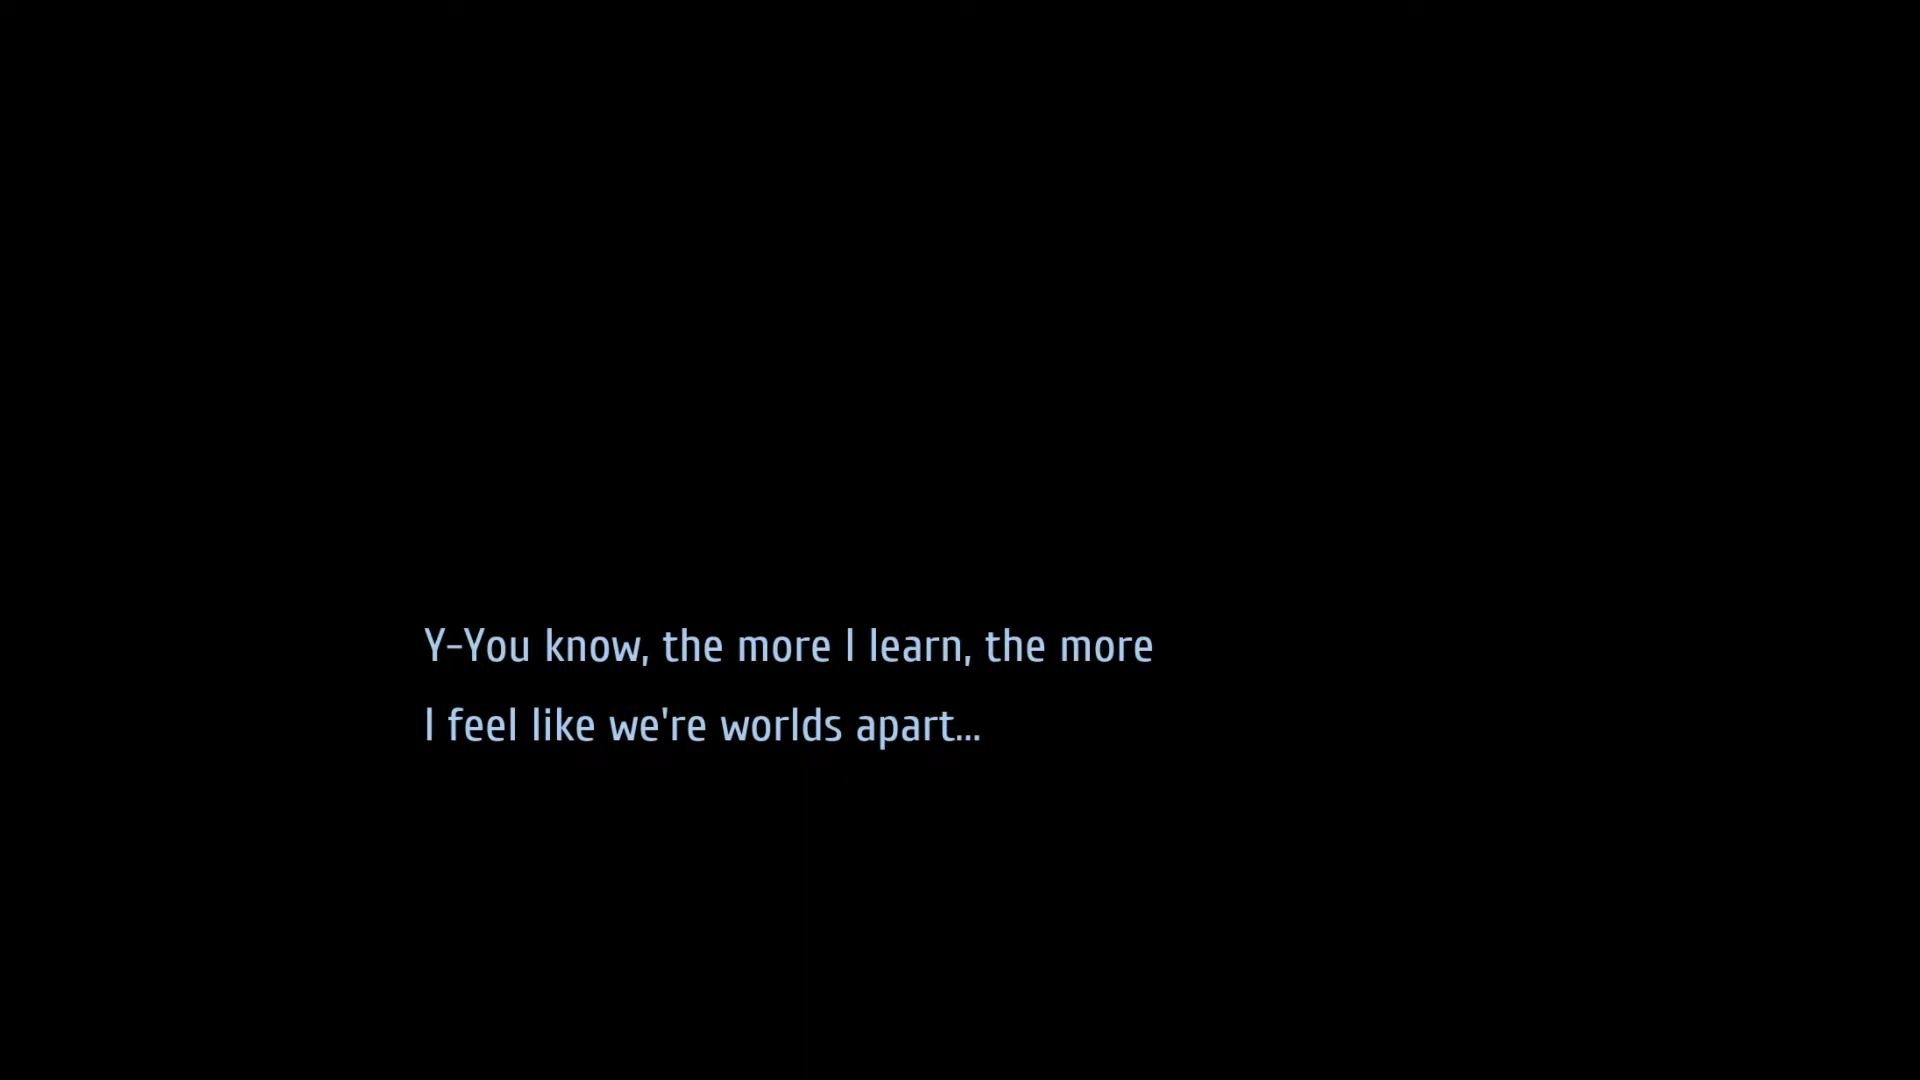 Y-You know, the more I learn, the more
I feel like we're worlds apart...